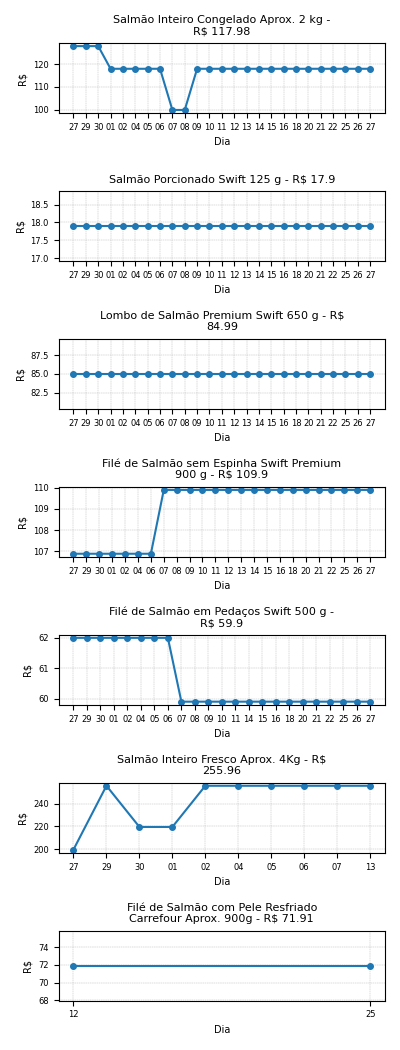 Salmão Inteiro Congelado Aprox. 2 kg -
R$ 117.98
120
110
100
R$
27 29 30 01 02 04 05 06 07 08 09 10 11 12 13 14 15 16 18 20 21 22 25 26 27
Dia
Salmão Porcionado Swift 125 g - R$ 17.9
18.5
18.0
17.5
17.0
R$
27 29 30 01 02 04 05 06 07 08 09 10 11 12 13 14 15 16 18 20 21 22 25 26 27
Dia
Lombo de Salmão Premium Swift 650 g - R$
84.99
87.5
85.0
82.5
R$
27 29 30 01 02 04 05 06 07 08 09 10 11 12 13 14 15 16 18 20 21 22 25 26 27
Dia
Filé de Salmão sem Espinha Swift Premium
900 g - R$ 109.9
110
109
108
107
R$
27 29 30 01 02 04 06 07 08 09 10 11 12 13 14 15 16 18 20 21 22 25 26 27
Dia
Filé de Salmão em Pedaços Swift 500 g -
R$ 59.9
62
61
60
R$
27 29 30 01 02 04 05 06 07 08 09 10 11 12 14 15 16 18 20 21 22 25 26 27
Dia
Salmão Inteiro Fresco Aprox. 4Kg - R$
255.96
240
220
200
R$
27 29 30 01 02 04 05 06 07 13
Dia
Filé de Salmão com Pele Resfriado
Carrefour Aprox. 900g - R$ 71.91
74
72
70
68
R$
12 25
Dia